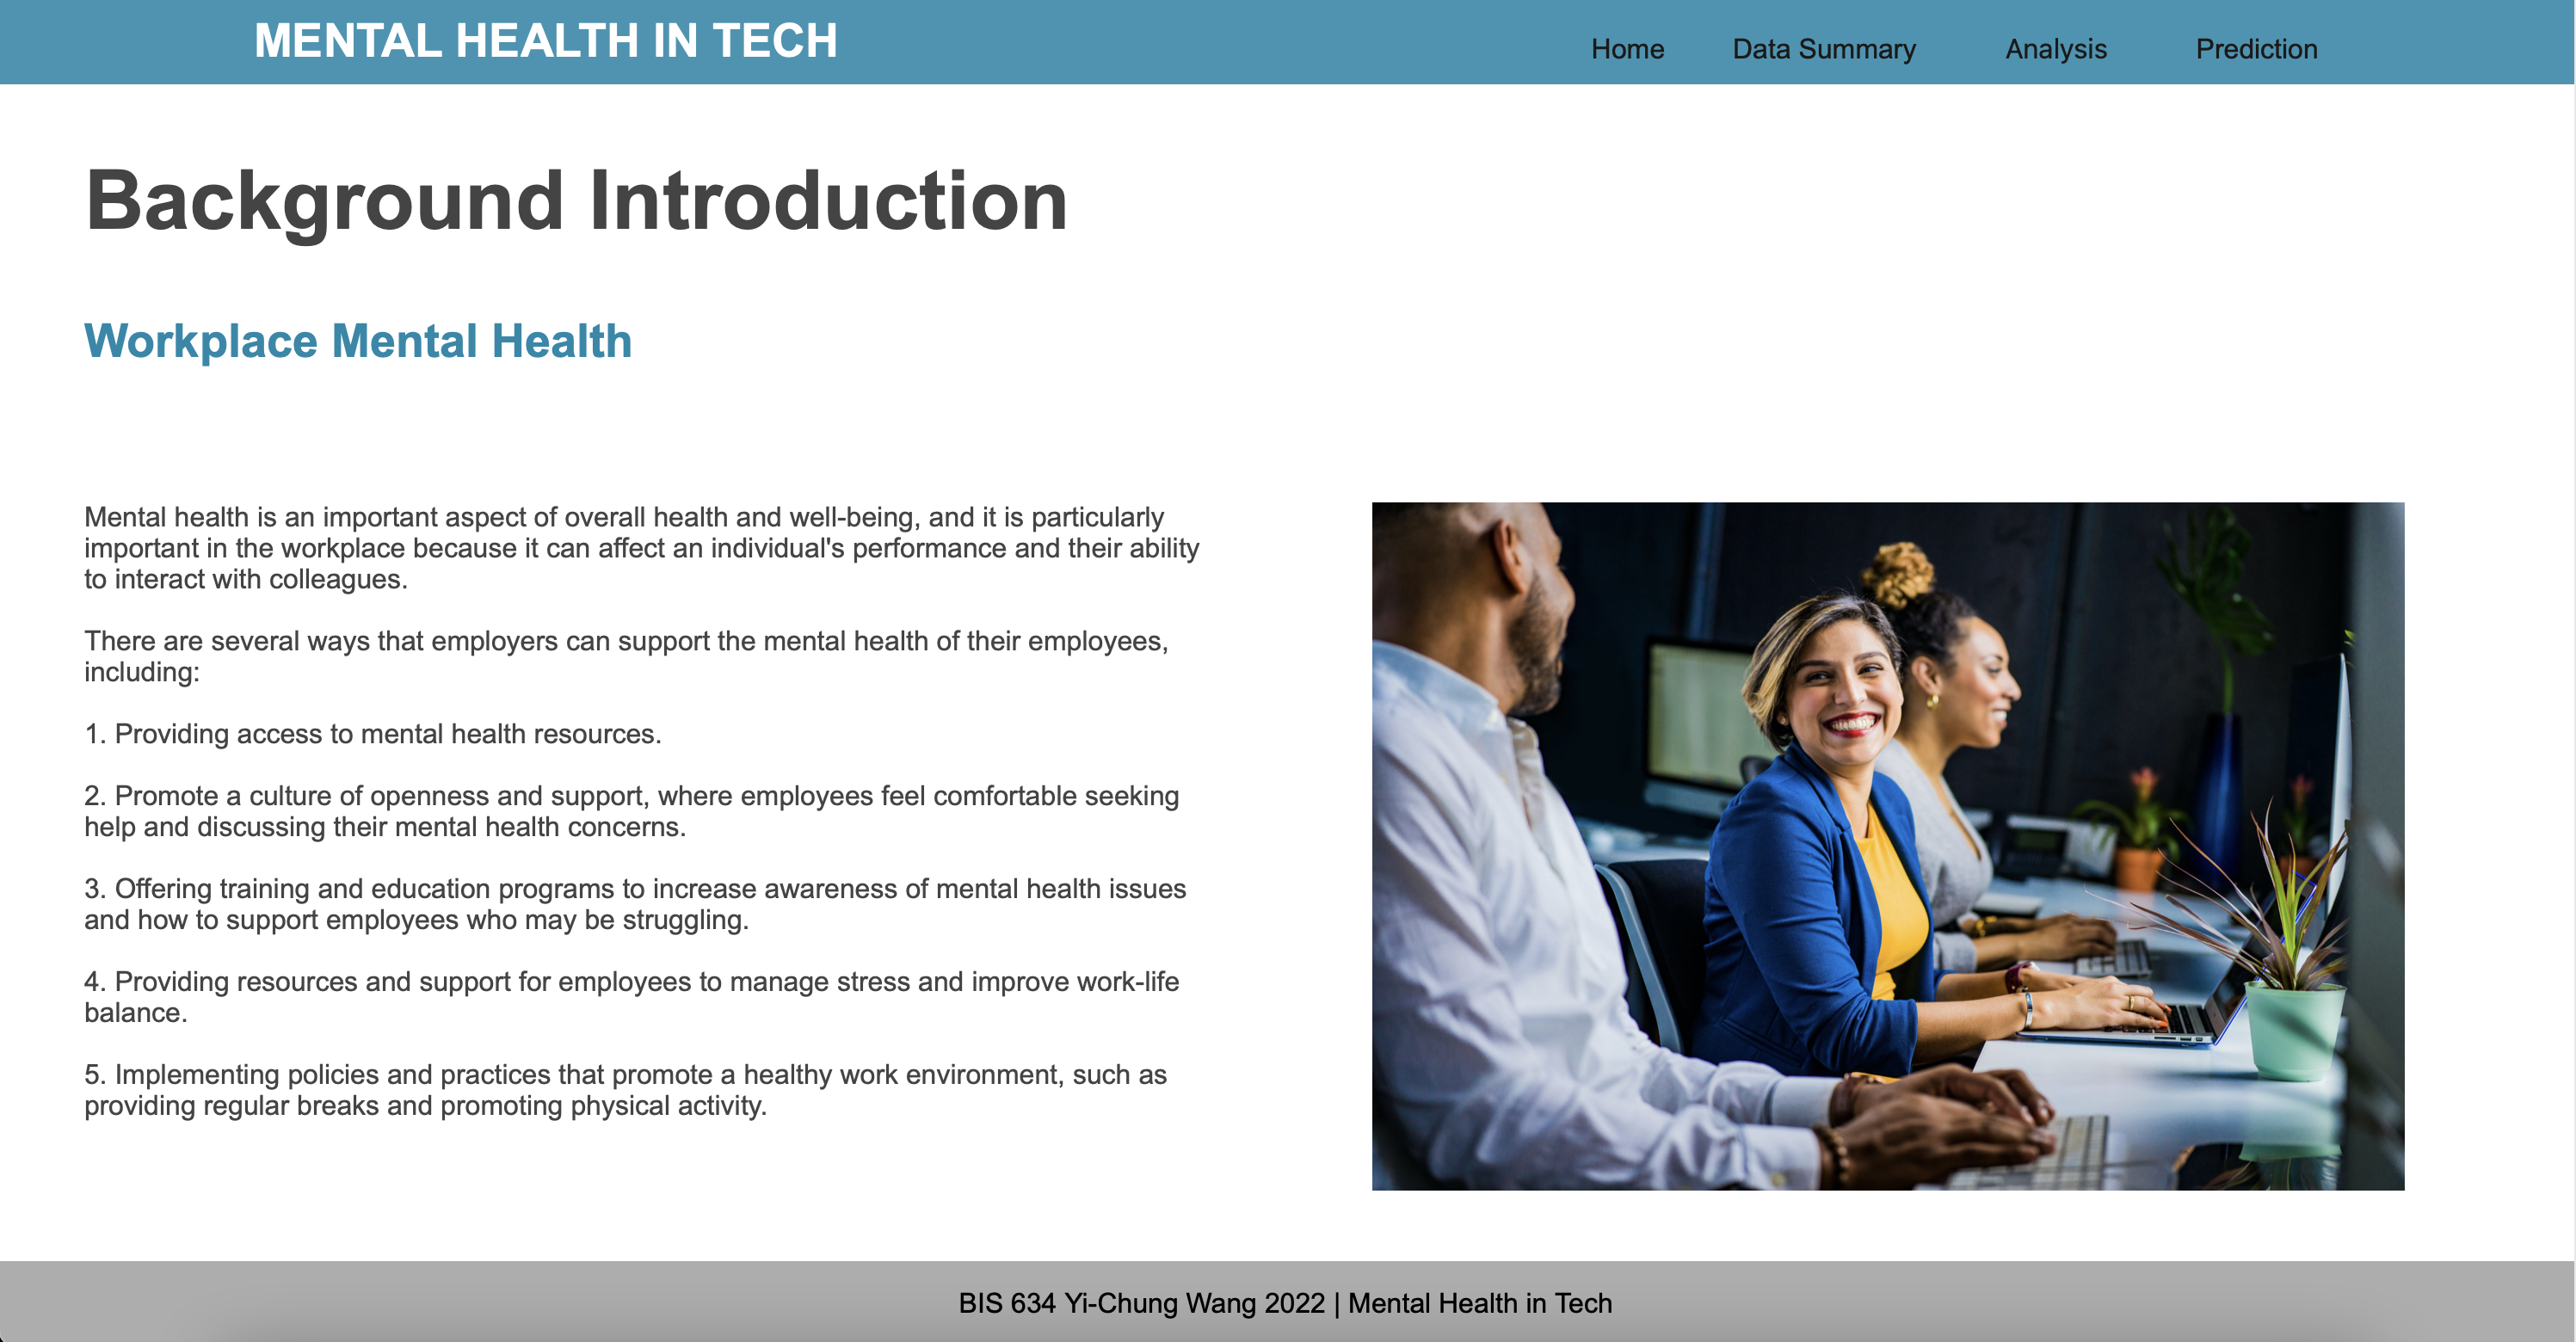 MENTAL HEALTH IN TECH
Home Data Summary Analysis Prediction
Background Introduction
Workplace Mental Health
Mental health is an important aspect of overall health and well-being, and it is particularly
important in the workplace because it can affect an individual's performance and their ability
to interact with colleagues.
There are several ways that employers can support the mental health of their employees,
including:
1. Providing access to mental health resources.
2. Promote a culture of openness and support, where employees feel comfortable seeking
help and discussing their mental health concerns.
3. Offering training and education programs to increase awareness of mental health issues
and how to support employees who may be struggling.
4. Providing resources and support for employees to manage stress and improve work-life
balance.
5. Implementing policies and practices that promote a healthy work environment, such as
providing regular breaks and promoting physical activity.
BIS 634 Yi-Chung Wang 2022 | Mental Health in Tech